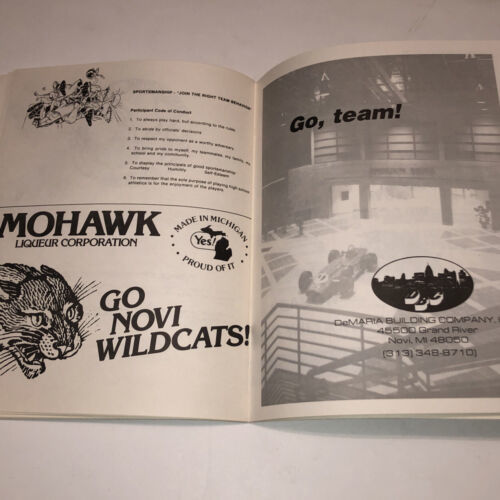 SPORTSMANSHIP - "JOIN THE RIGHT TEAM BEHAVIOR
Participant Code of Conduct
1. To always play hard, but according to the rules
2. To abide by officials' decisions
3. To respect my opponent as a worthy adversary
4. To bring pride to myself, my teammates, my family, my
school and my community.
5. To display the principals of good sportsmanship
Courtesy Humility Self-Esteem
6. To remember that the sole purpose of playing high school
athletics is for the enjoyment of the players.
MOHAWK
LIQUEUR CORPORATION
MADE IN MICHIGAN
Yes!
PROUD OF IT
GO
NOVI
WILDCATS!
Go, team!
DeMARIA BUILDING COMPANY,
45500 Grand River
Novi, MI 48050
(313) 348-8710)